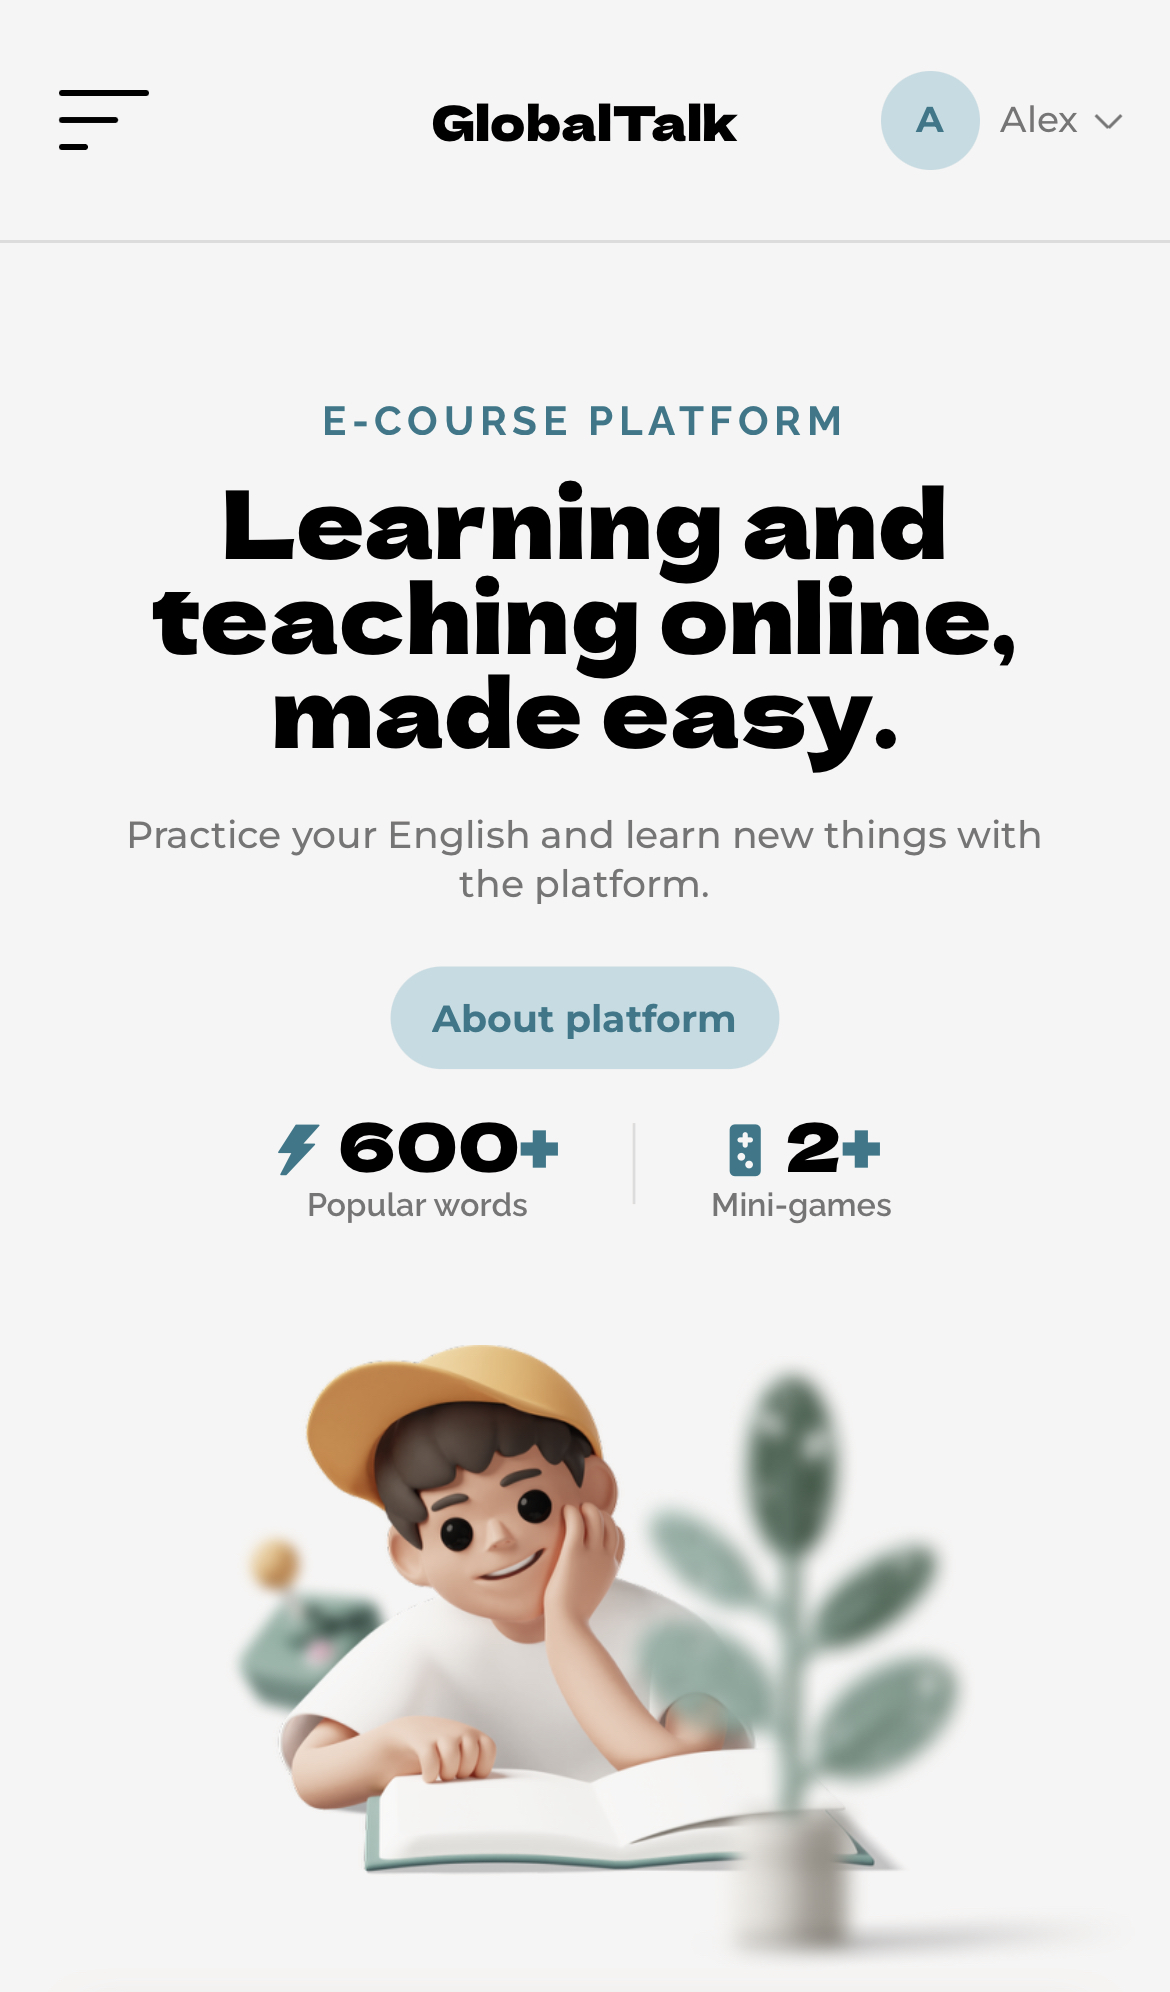 GlobalTalk
A
Alex
E-COURSE PLATFORM
Learning and
teaching online,
made easy.
Practice your English and learn new things with
the platform.
About platform
600+
Popular words
2+
Mini-games